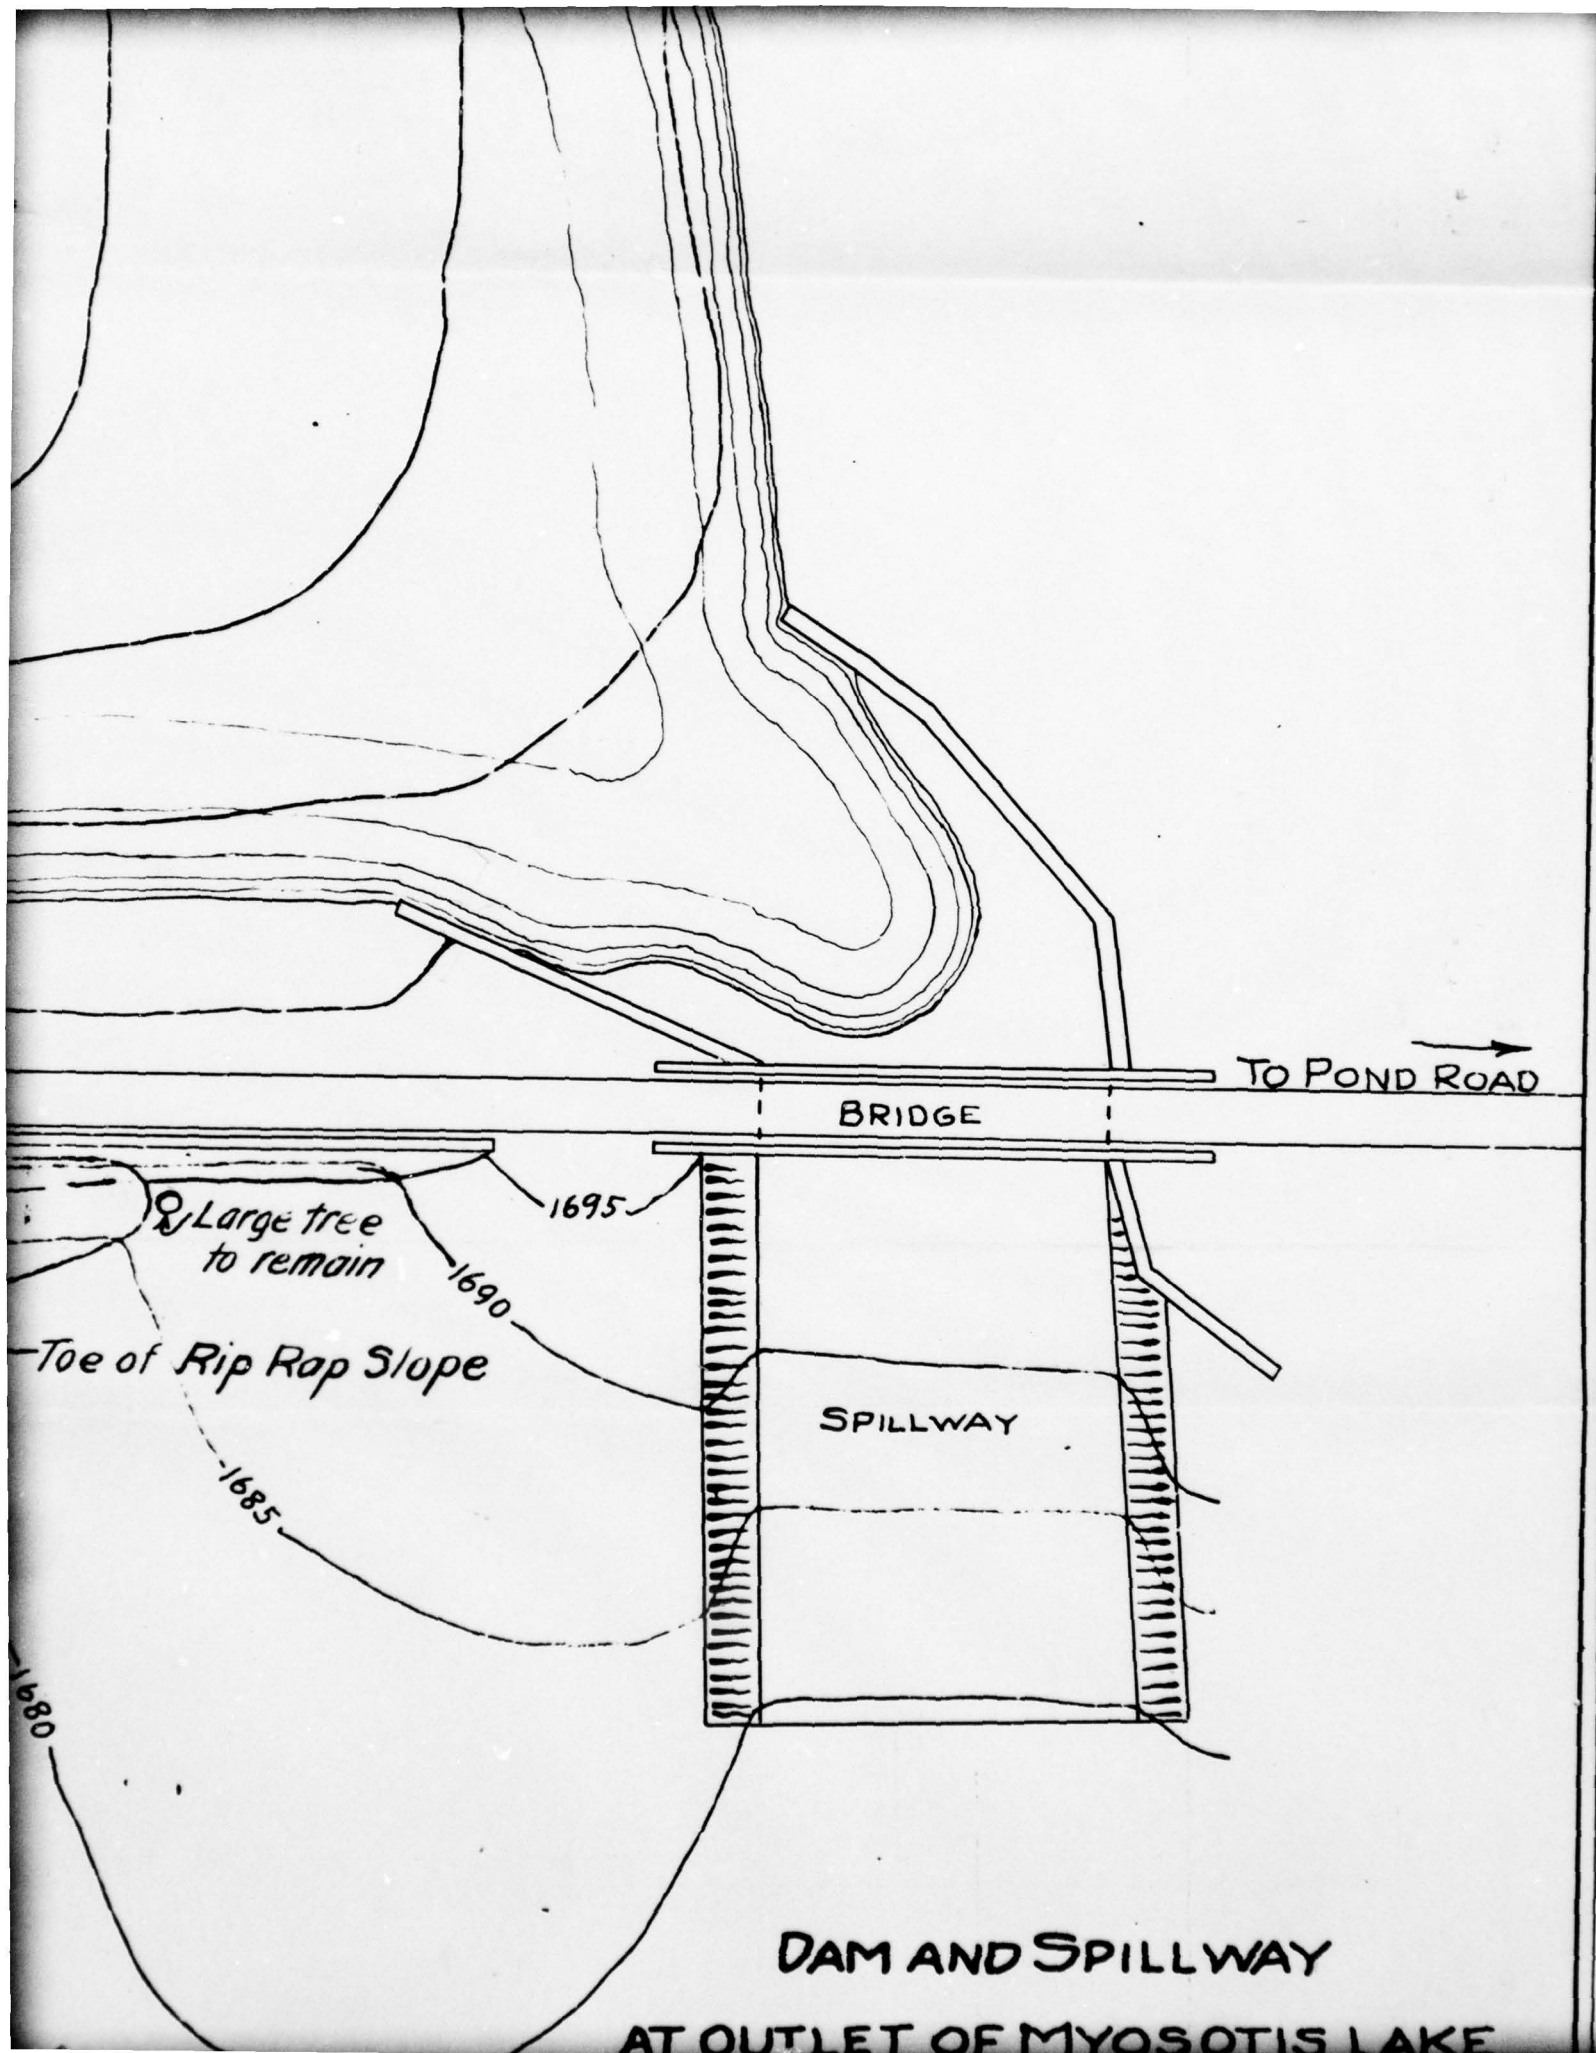 TO POND ROAD
BRIDGE
1695
Large tree
to remain
1690
Toe of Rip Rap Slope
SPILLWAY
1685
1680
DAM AND SPILLWAY
AT OUTLET OF MYOSOTIS LAKE